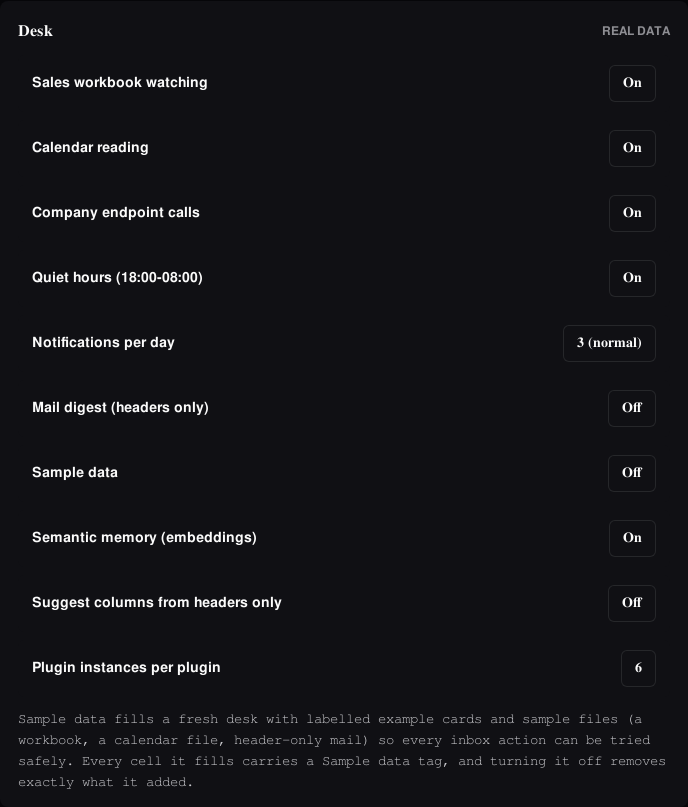 Desk REAL DATA
Sales workbook watching On
Calendar reading On
Company endpoint calls On
Quiet hours (18:00-08:00) On
Notifications per day 3 (normal)
Mail digest (headers only) Off
Sample data Off
Semantic memory (embeddings) On
Suggest columns from headers only Off
Plugin instances per plugin 6
Sample data fills a fresh desk with labelled example cards and sample files (a
workbook, a calendar file, header-only mail) so every inbox action can be tried
safely. Every cell it fills carries a Sample data tag, and turning it off removes
exactly what it added.